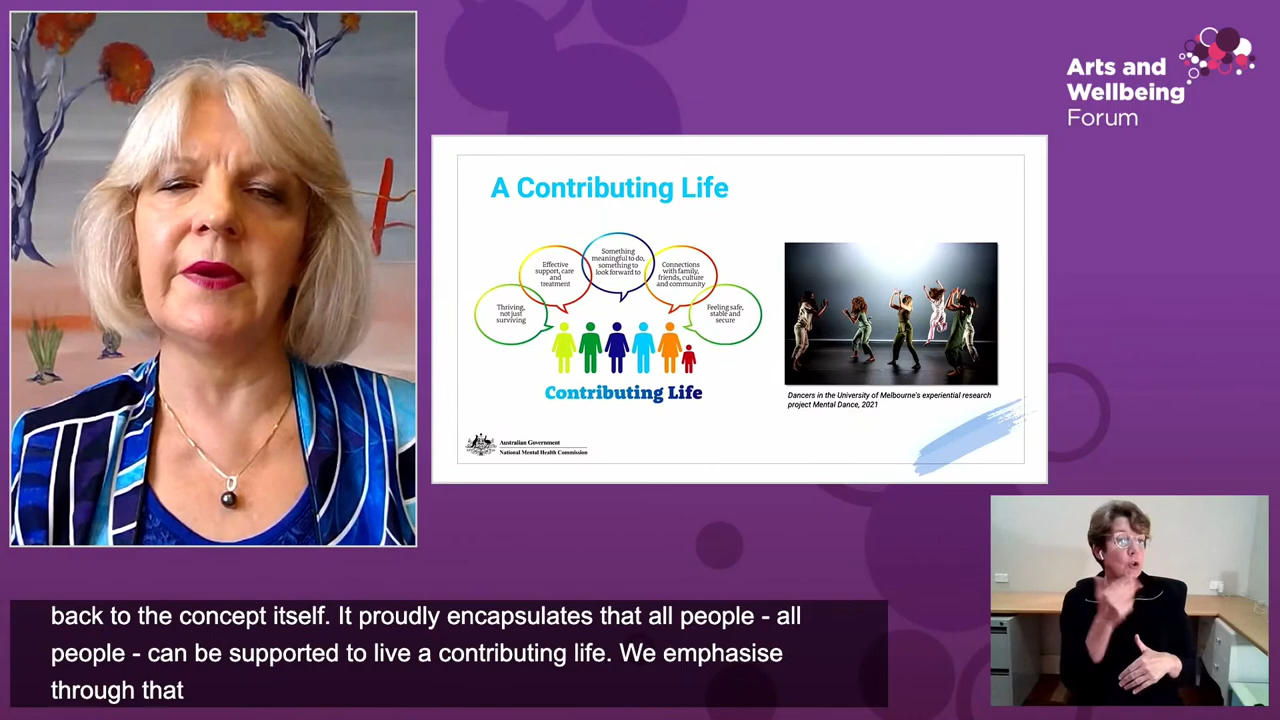 Arts and
Wellbeing
Forum
A Contributing Life
Thriving,
not just
surviving
Effective
support, care
and
treatment
Something
meaningful to do,
something to
look forward to
Connections
with family,
friends, culture
and community
Feeling safe,
stable and
secure
Contributing Life
Dancers in the University of Melbourne's experiential research
project Mental Dance, 2021
Australian Government
National Mental Health Commission
back to the concept itself. It proudly encapsulates that all people - all
people - can be supported to live a contributing life. We emphasise
through that